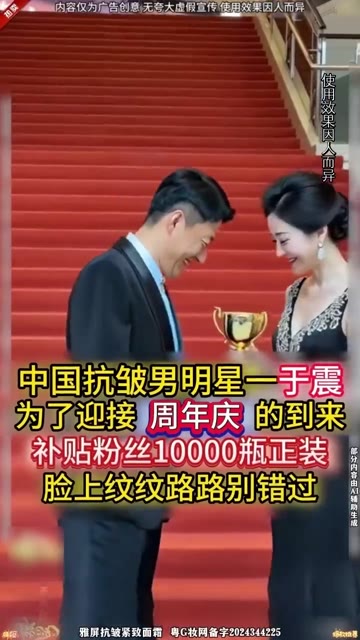 热卖
内容仅为广告创意 无夸大虚假宣传 使用效果因人而异
使用效果因人而异
中国抗皱男明星一于震
为了迎接 周年庆 的到来
补贴粉丝10000瓶正装
脸上纹纹路路别错过
部分内容由AI辅助生成
雅屏抗皱紧致面霜 粤G妆网备字2024344225